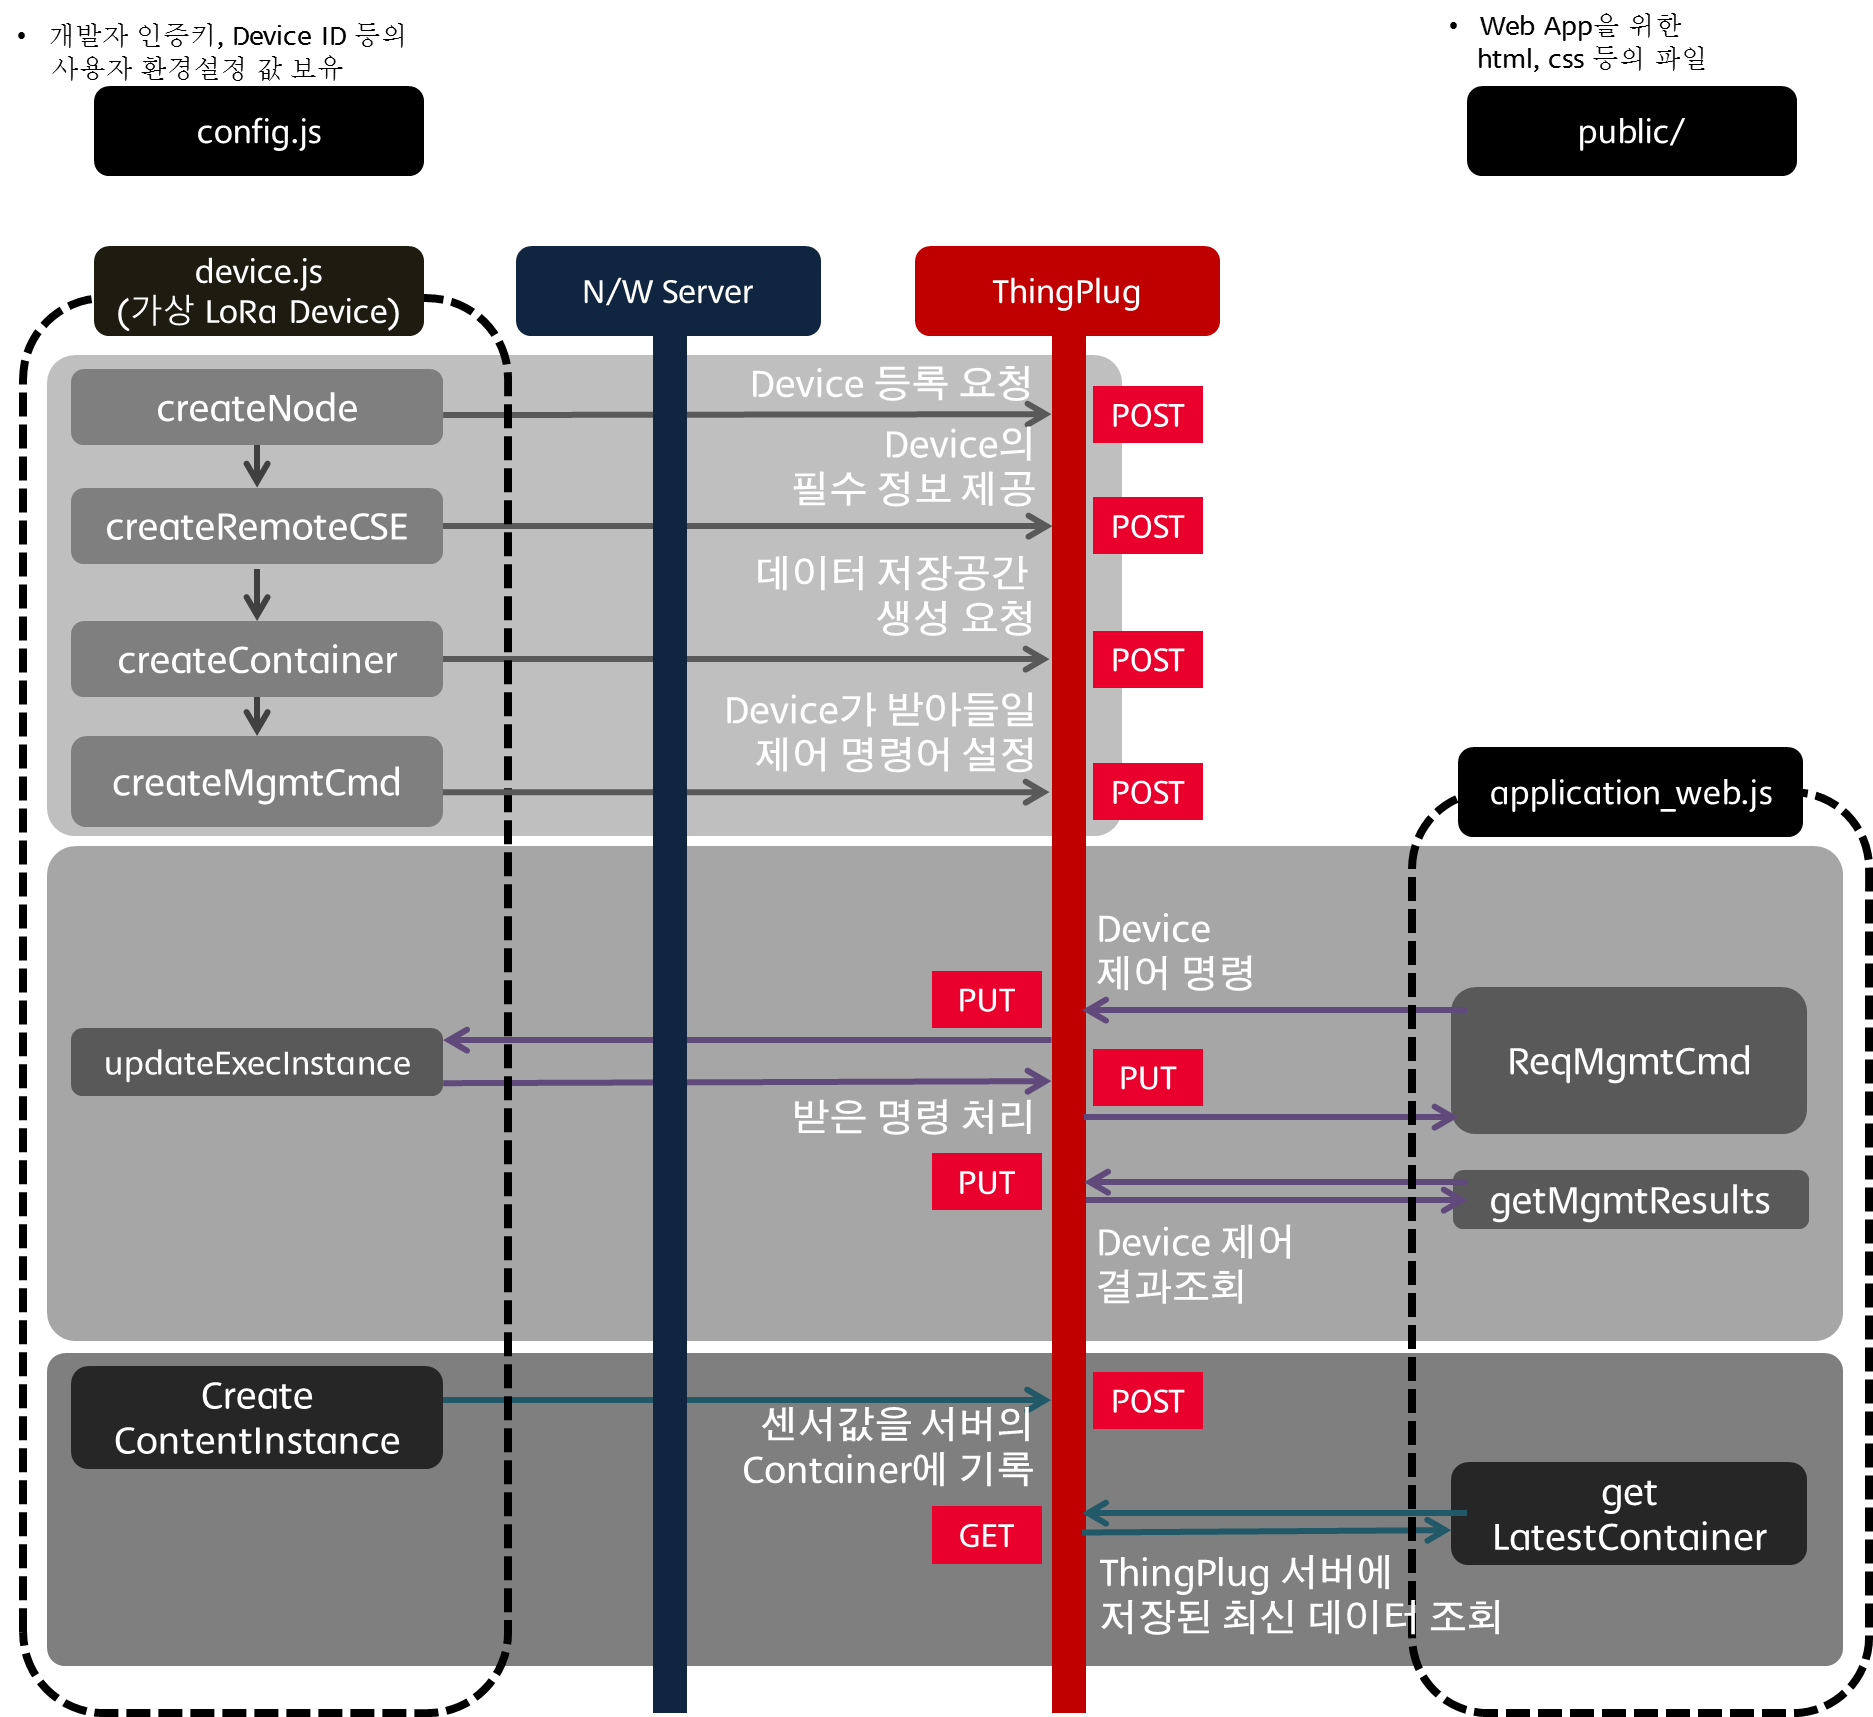 • 개발자 인증키, Device ID 등의
사용자 환경설정 값 보유
config.js
• Web App을 위한
html, css 등의 파일
public/
device.js
(가상 LoRa Device)
N/W Server
ThingPlug
createNode
Device 등록 요청
POST
Device의
필수 정보 제공
createRemoteCSE
POST
데이터 저장공간
생성 요청
createContainer
POST
Device가 받아들일
제어 명령어 설정
createMgmtCmd
POST
application_web.js
Device
제어 명령
PUT
updateExecInstance
PUT
ReqMgmtCmd
받은 명령 처리
PUT
getMgmtResults
Device 제어
결과조회
Create
ContentInstance
POST
센서값을 서버의
Container에 기록
GET
get
LatestContainer
ThingPlug 서버에
저장된 최신 데이터 조회